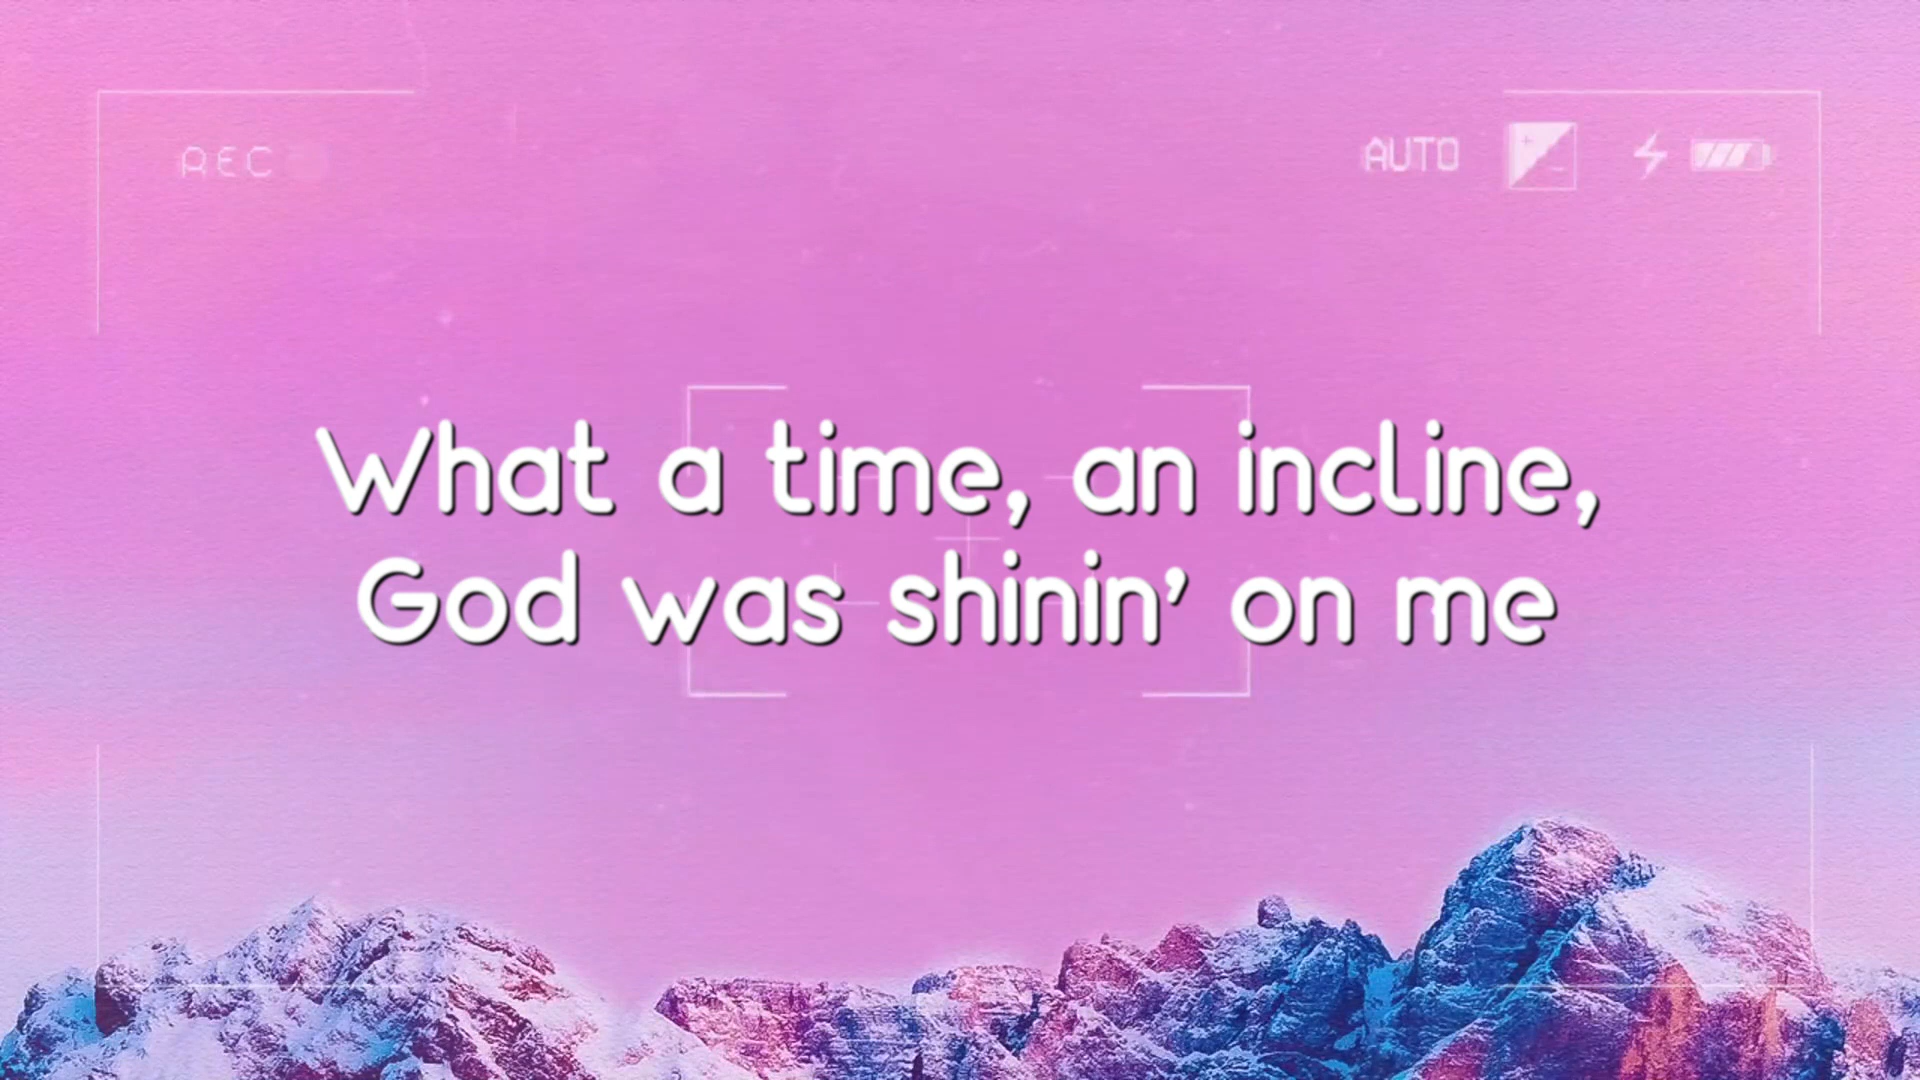 REC
AUTO
What a time, an incline,
God was shinin’ on me